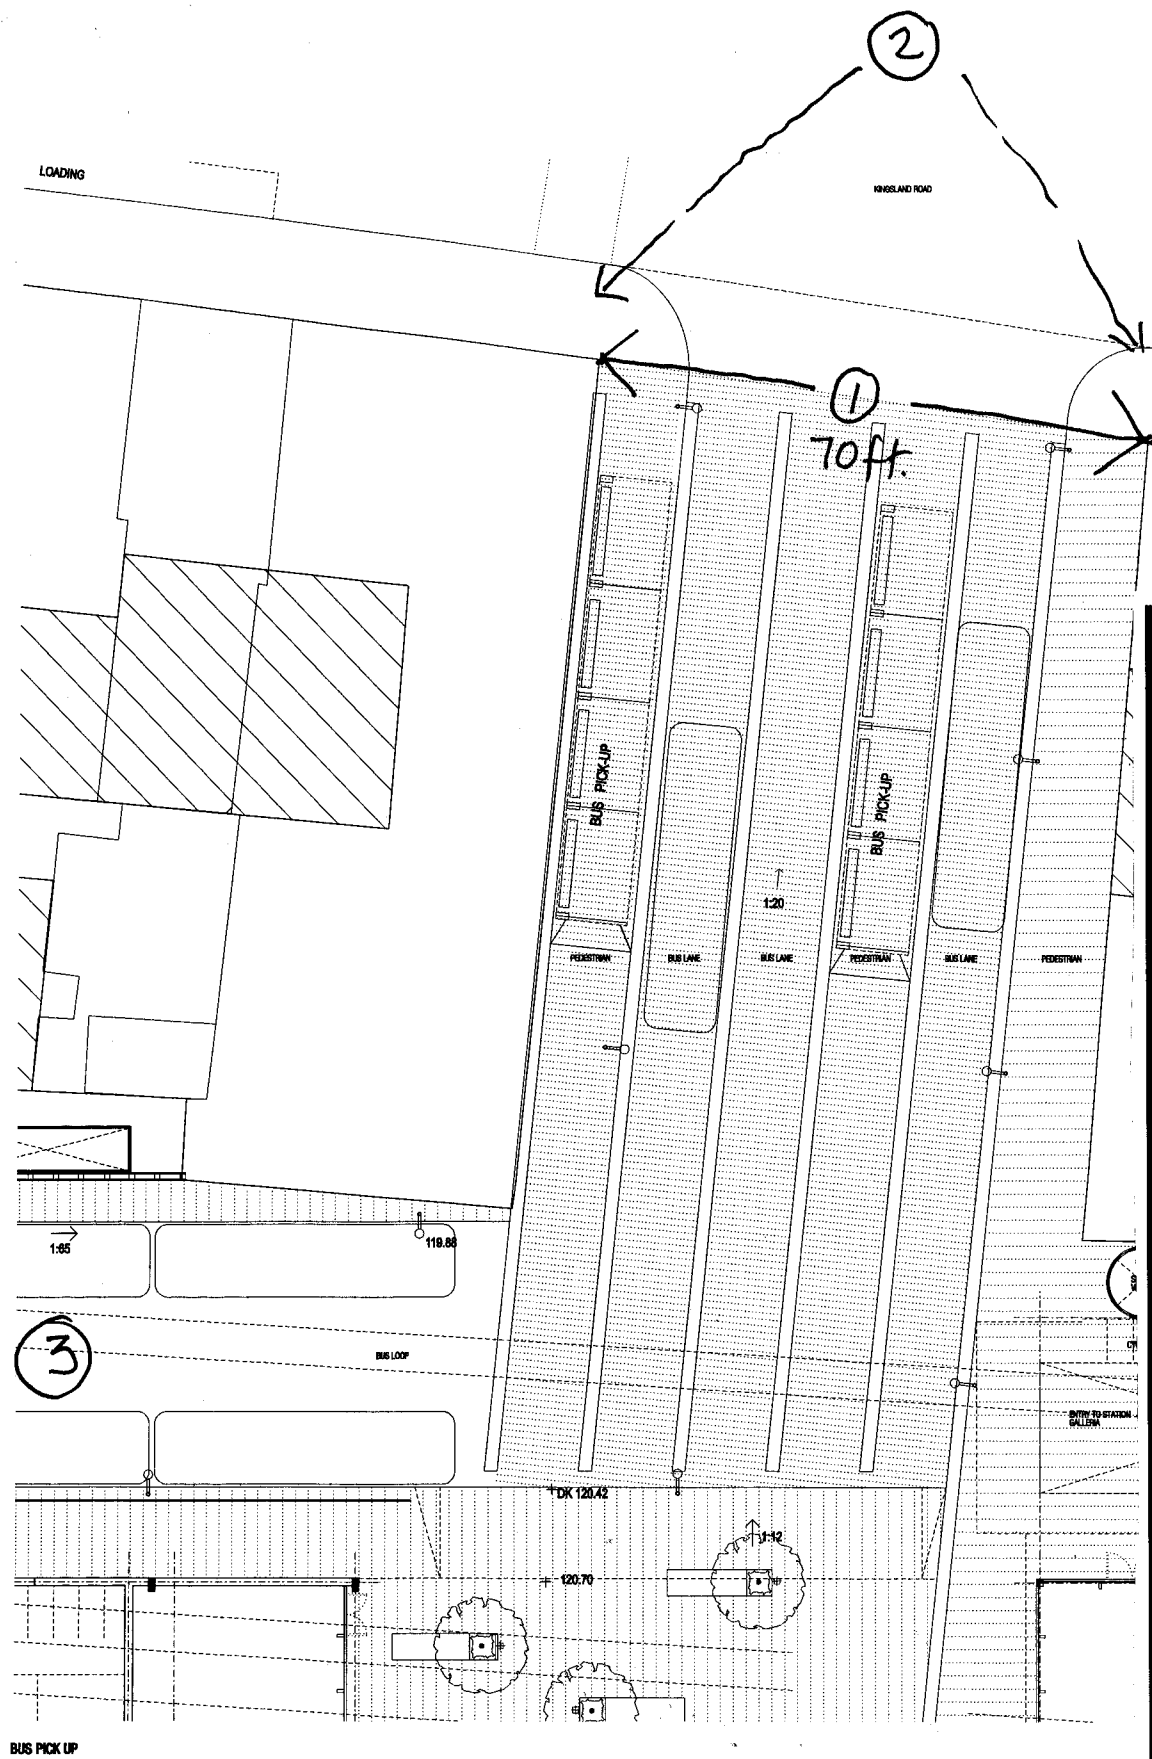 2
LOADING
KINGSLAND ROAD
1
70ft.
BUS PICK-UP
BUS PICK-UP
1:20
PEDESTRIAN
BUS LANE
BUS LANE
PEDESTRIAN
BUS LANE
PEDESTRIAN
1:65
119.88
3
BUS LOOP
ENTRY TO STATION
GALLERIA
DK 120.42
1:12
120.70
BUS PICK UP